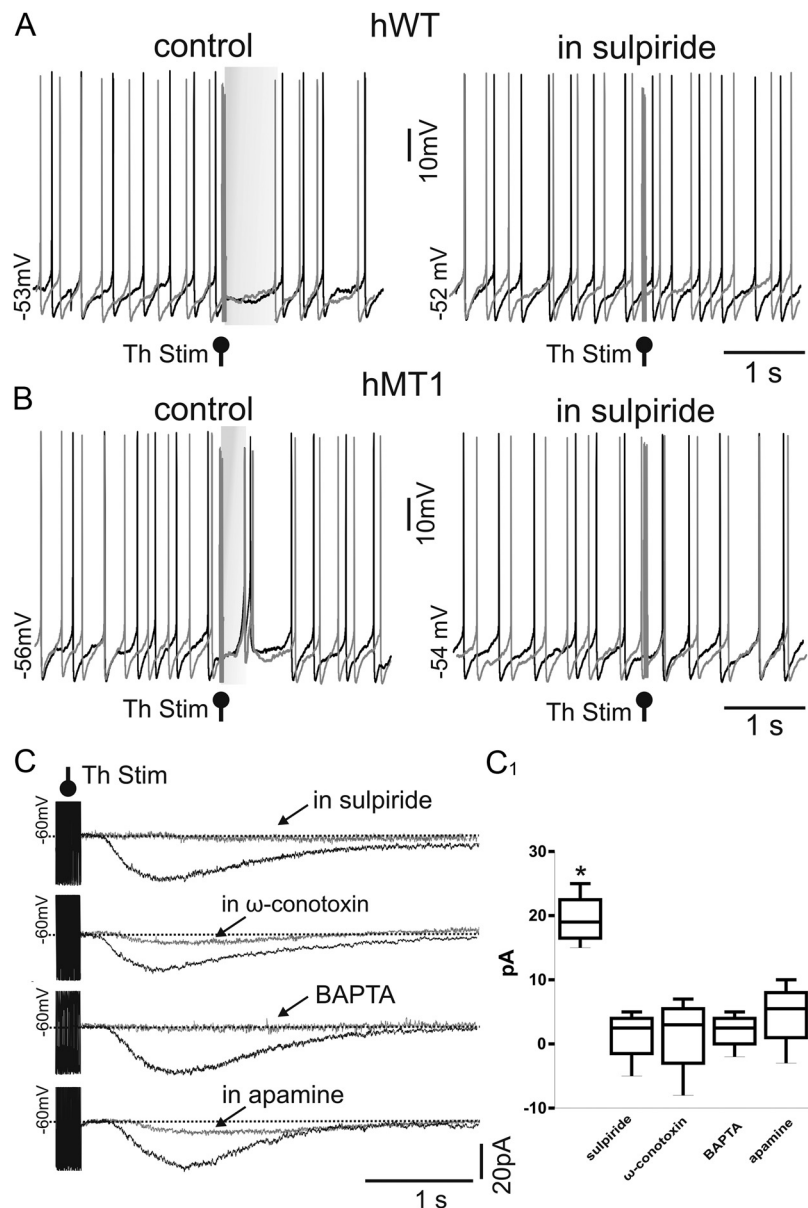 A
hWT
control
in sulpiride
10mV
-53mV
-52 mV
Th Stim
Th Stim
1 s
B
hMT1
control
in sulpiride
10mV
-56mV
-54 mV
Th Stim
Th Stim
1 s
C
Th Stim
C1
-60mV
in sulpiride
-60mV
in ω-conotoxin
-60mV
BAPTA
-60mV
in apamine
20pA
1 s
30
*
20
pA
10
0
-10
sulpiride
ω-conotoxin
BAPTA
apamine